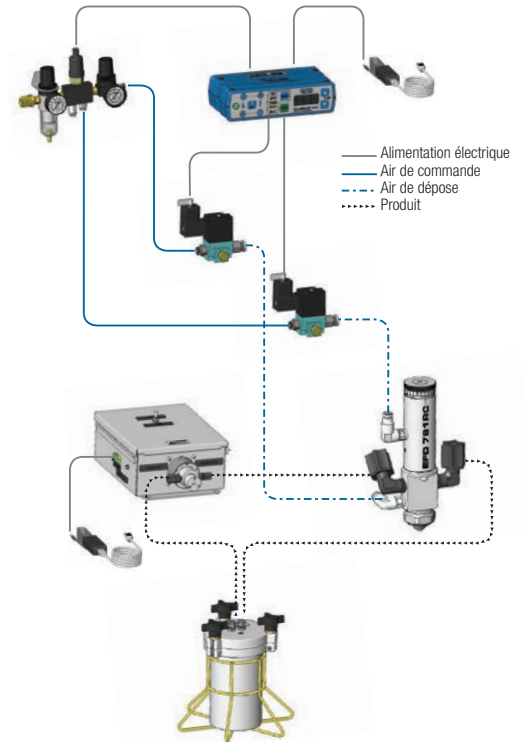 Alimentation électrique
Air de commande
Air de dépose
Produit
EFD 781RC